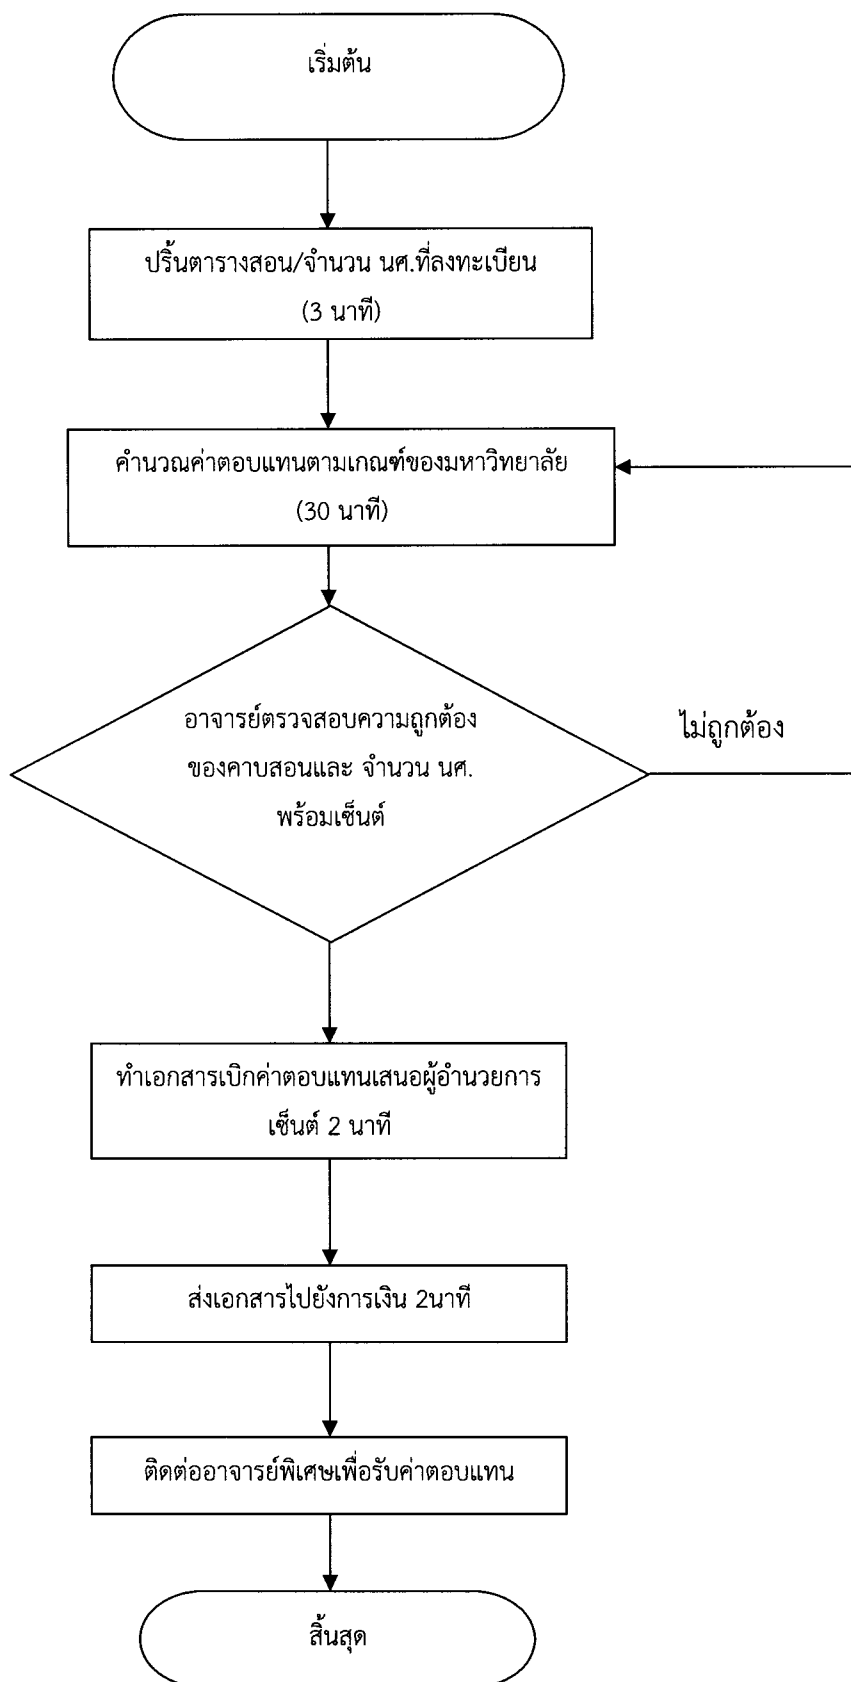 เริ่มต้น
ปริ้นตารางสอน/จำนวน นศ.ที่ลงทะเบียน
(3 นาที)
คำนวณค่าตอบแทนตามเกณฑ์ของมหาวิทยาลัย
(30 นาที)
อาจารย์ตรวจสอบความถูกต้อง
ของคาบสอนและ จำนวน นศ.
พร้อมเซ็นต์
ไม่ถูกต้อง
ทำเอกสารเบิกค่าตอบแทนเสนอผู้อำนวยการ
เซ็นต์ 2 นาที
ส่งเอกสารไปยังการเงิน 2นาที
ติดต่ออาจารย์พิเศษเพื่อรับค่าตอบแทน
สิ้นสุด